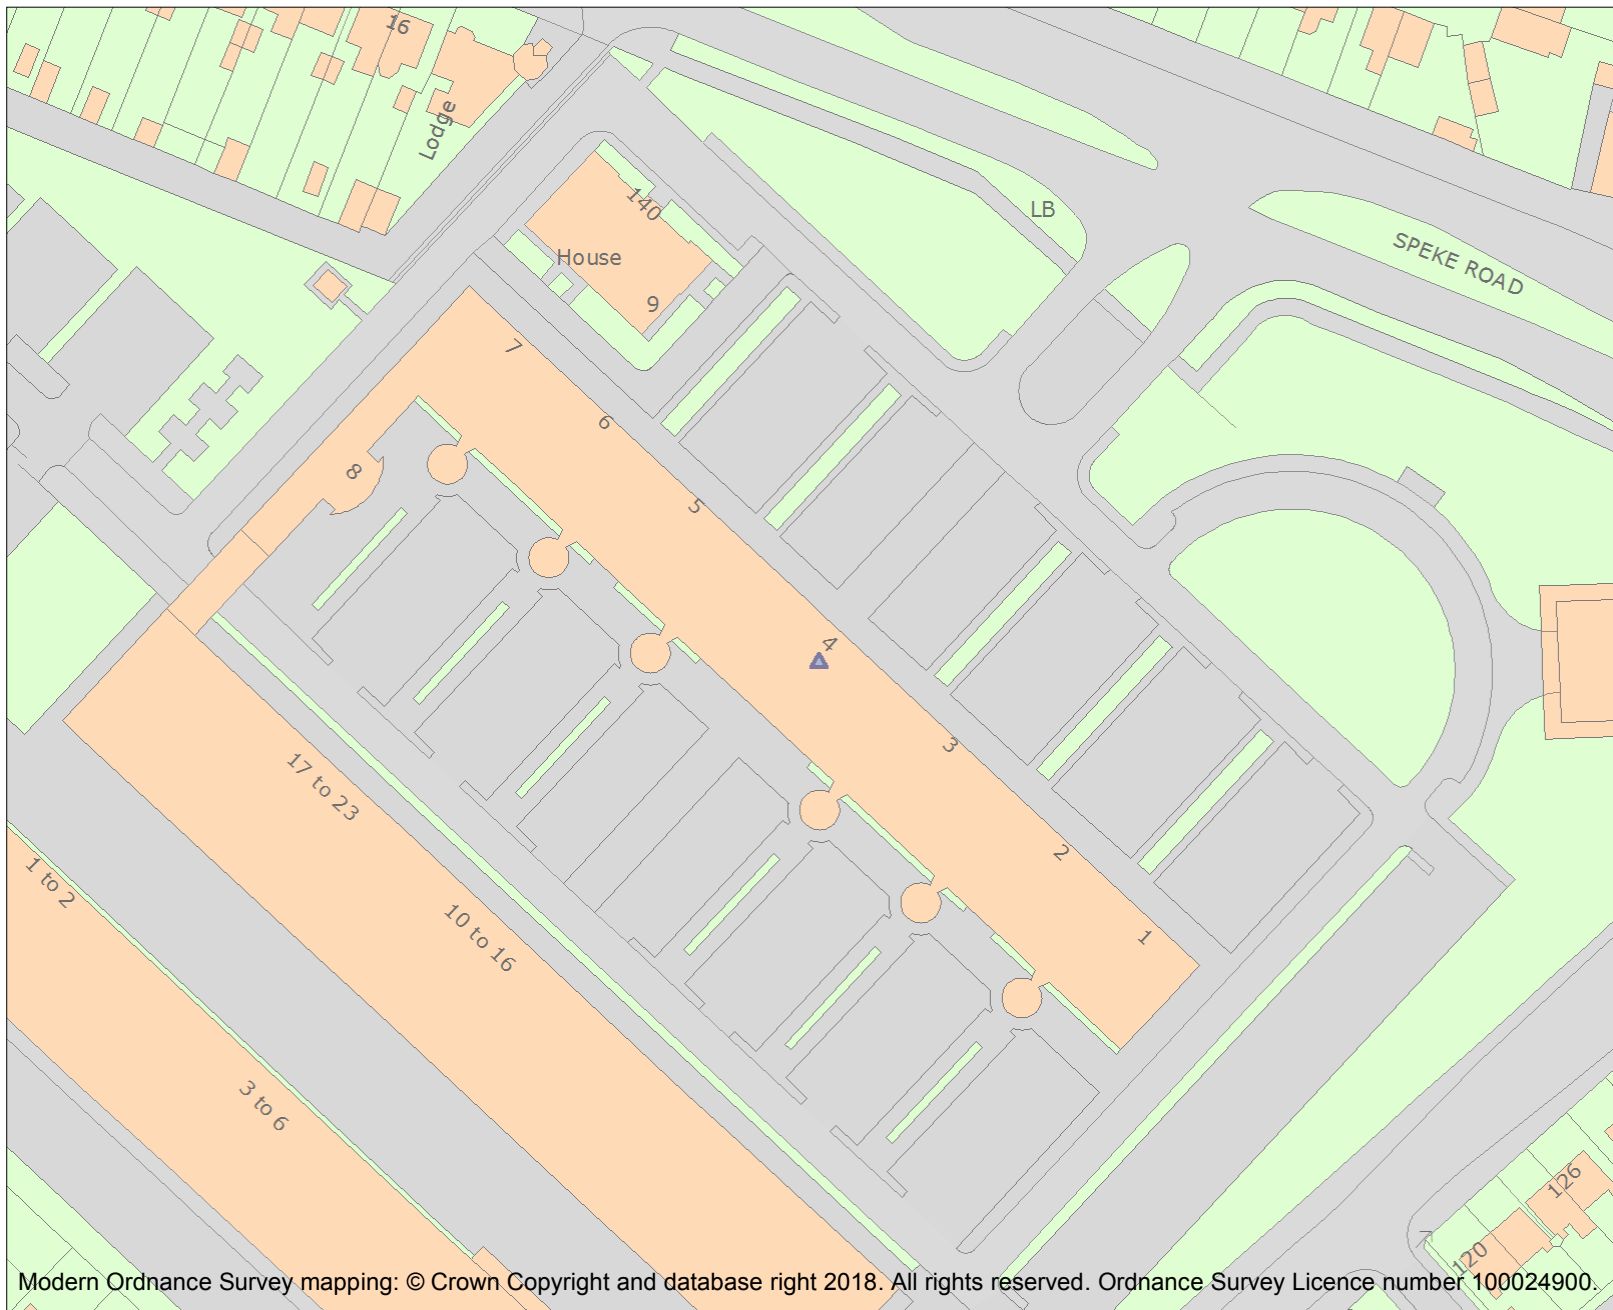 16
Lodge
140
LB
SPEKE ROAD
House
9
7
6
8
5
4
3
17 to 23
2
1 to 2
10 to 16
1
3 to 6
126
7
120
Modern Ordnance Survey mapping: © Crown Copyright and database right 2018. All rights reserved. Ordnance Survey Licence number 100024900.